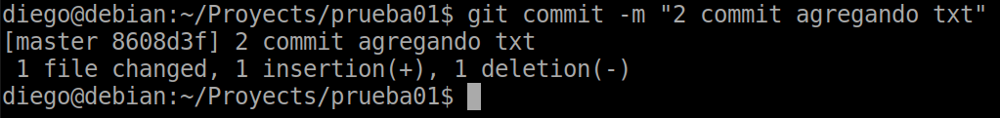 diego@debian:~/Proyects/prueba01$ git commit -m "2 commit agregando txt"
[master 8608d3f] 2 commit agregando txt
 1 file changed, 1 insertion(+), 1 deletion(-)
diego@debian:~/Proyects/prueba01$